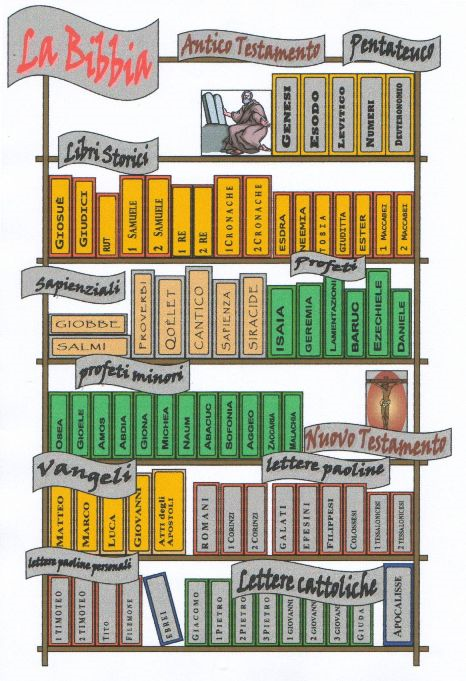 La Bibbia
Antico Testamento
Pentateuco
GENESI
ESODO
LEVITICO
NUMERI
DEUTERONOMIO
Libri Storici
GIOSUÈ
GIUDICI
RUT
1 SAMUELE
2 SAMUELE
1 RE
2 RE
1 CRONACHE
2 CRONACHE
ESDRA
NEEMIA
TOBIA
GIUDITTA
ESTER
1 MACCABEI
2 MACCABEI
Sapienziali
GIOBBE
SALMI
PROVERBI
QOÈLET
CANTICO
SAPIENZA
SIRACIDE
Profeti
ISAIA
GEREMIA
LAMENTAZIONI
BARUC
EZECHIELE
DANIELE
profeti minori
OSEA
GIOELE
AMOS
ABDIA
GIONA
MICHEA
NAUM
ABACUC
SOFONIA
AGGEO
ZACCARIA
MALACHIA
Nuovo Testamento
Vangeli
MATTEO
MARCO
LUCA
GIOVANNI
ATTI degli
APOSTOLI
lettere paoline
ROMANI
1 CORINZI
2 CORINZI
GALATI
EFESINI
FILIPPESI
COLOSSESI
1 TESSALONICESI
2 TESSALONICESI
lettere paoline personali
1 TIMOTEO
1 TIMOTEO
TITO
FILEMONE
EBREI
Lettere cattoliche
GIACOMO
1 PIETRO
2 PIETRO
3 PIETRO
1 GIOVANNI
2 GIOVANNI
3 GIOVANNI
GIUDA
APOCALISSE